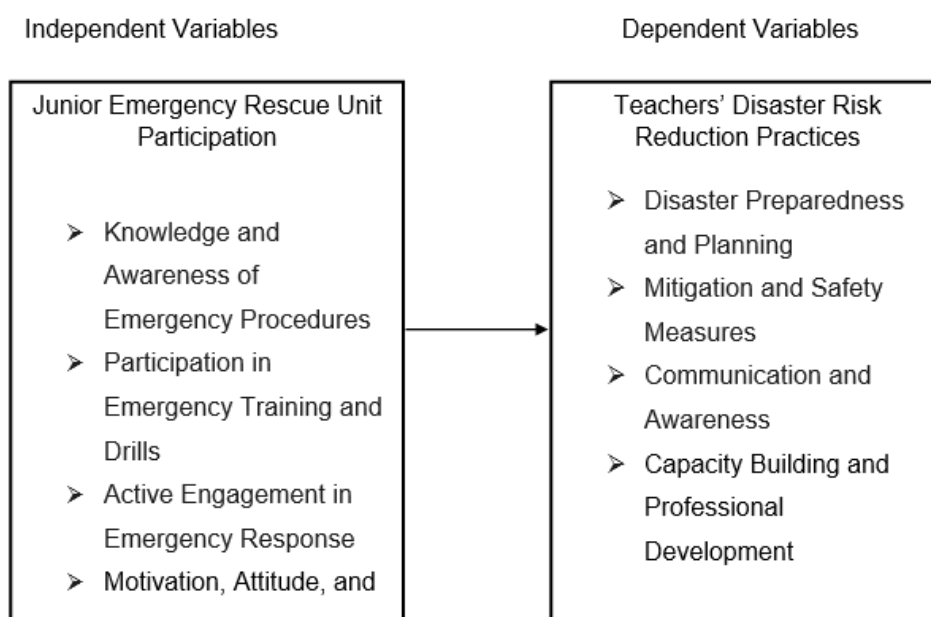 Independent Variables
Dependent Variables
Junior Emergency Rescue Unit
Participation
➢ Knowledge and
Awareness of
Emergency Procedures
➢ Participation in
Emergency Training and
Drills
➢ Active Engagement in
Emergency Response
➢ Motivation, Attitude, and
Teachers’ Disaster Risk
Reduction Practices
➢ Disaster Preparedness
and Planning
➢ Mitigation and Safety
Measures
➢ Communication and
Awareness
➢ Capacity Building and
Professional
Development